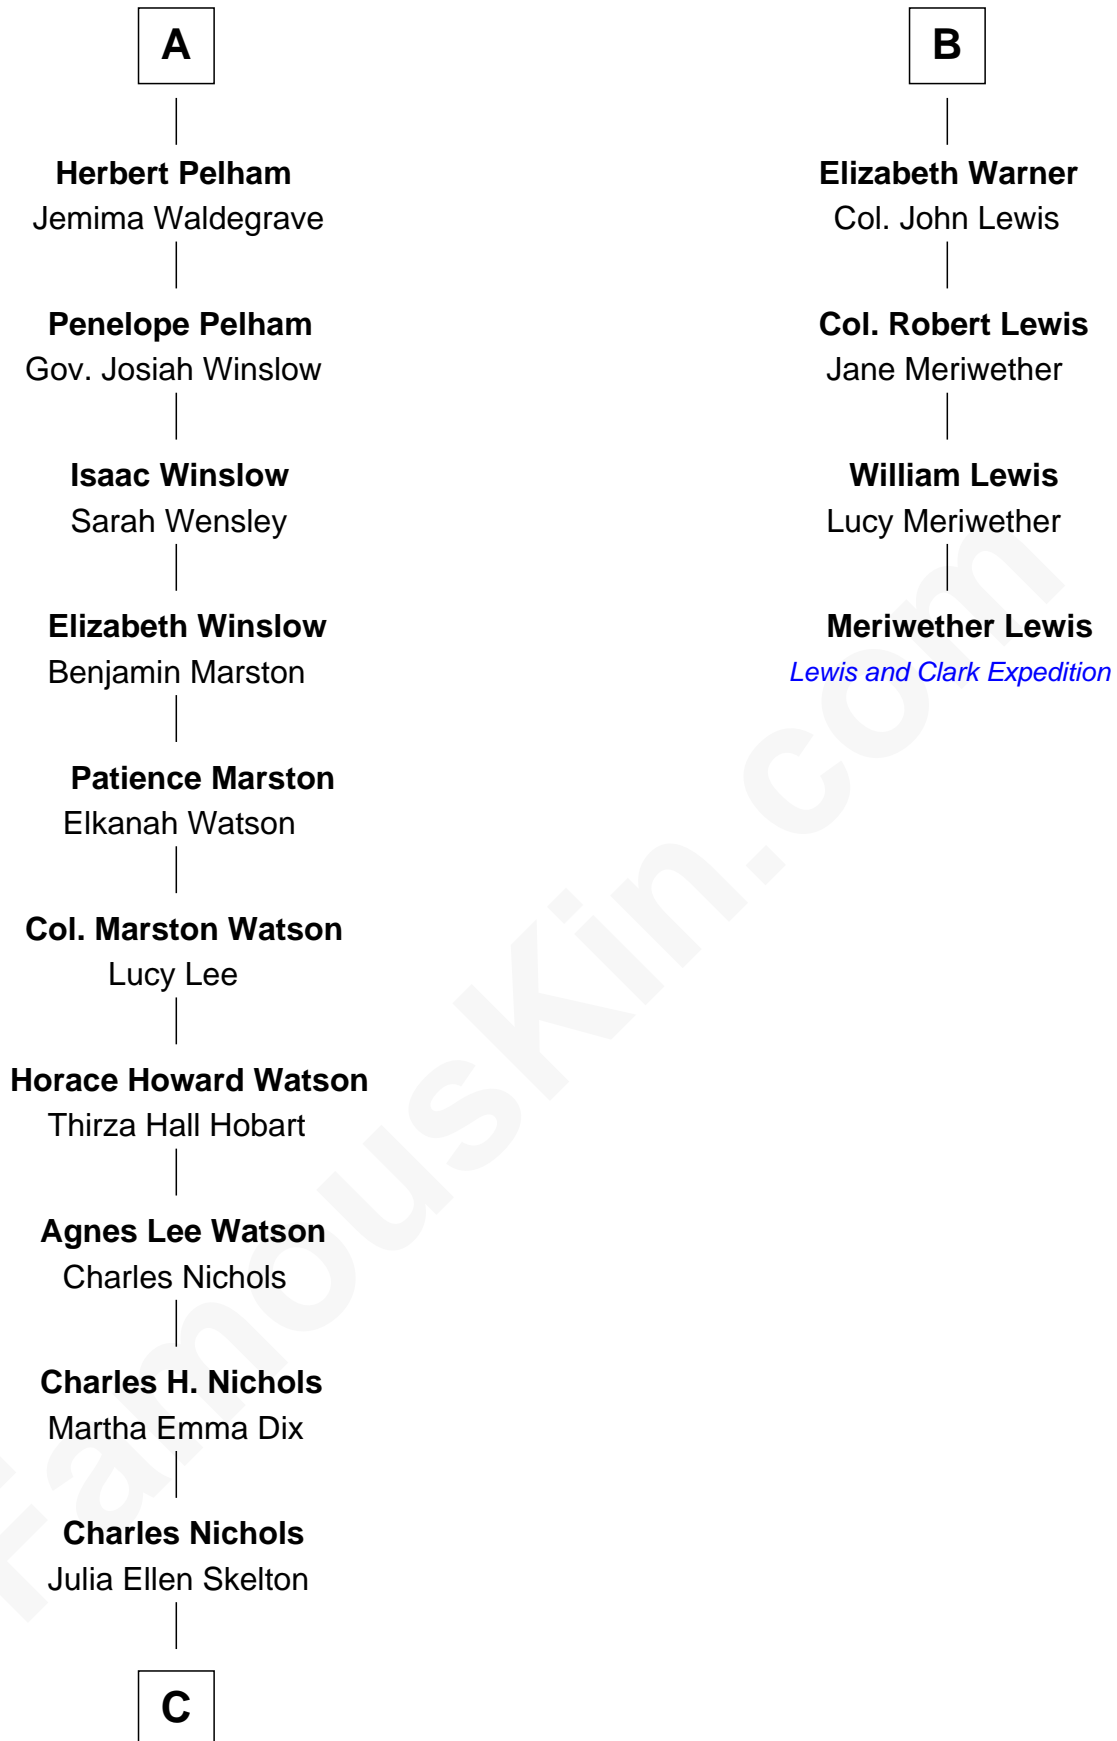 A
Herbert Pelham
Jemima Waldegrave
Penelope Pelham
Gov. Josiah Winslow
Isaac Winslow
Sarah Wensley
Elizabeth Winslow
Benjamin Marston
Patience Marston
Elkanah Watson
Col. Marston Watson
Lucy Lee
Horace Howard Watson
Thirza Hall Hobart
Agnes Lee Watson
Charles Nichols
Charles H. Nichols
Martha Emma Dix
Charles Nichols
Julia Ellen Skelton
C
B
Elizabeth Warner
Col. John Lewis
Col. Robert Lewis
Jane Meriwether
William Lewis
Lucy Meriwether
Meriwether Lewis
Lewis and Clark Expedition
FamousKin.com